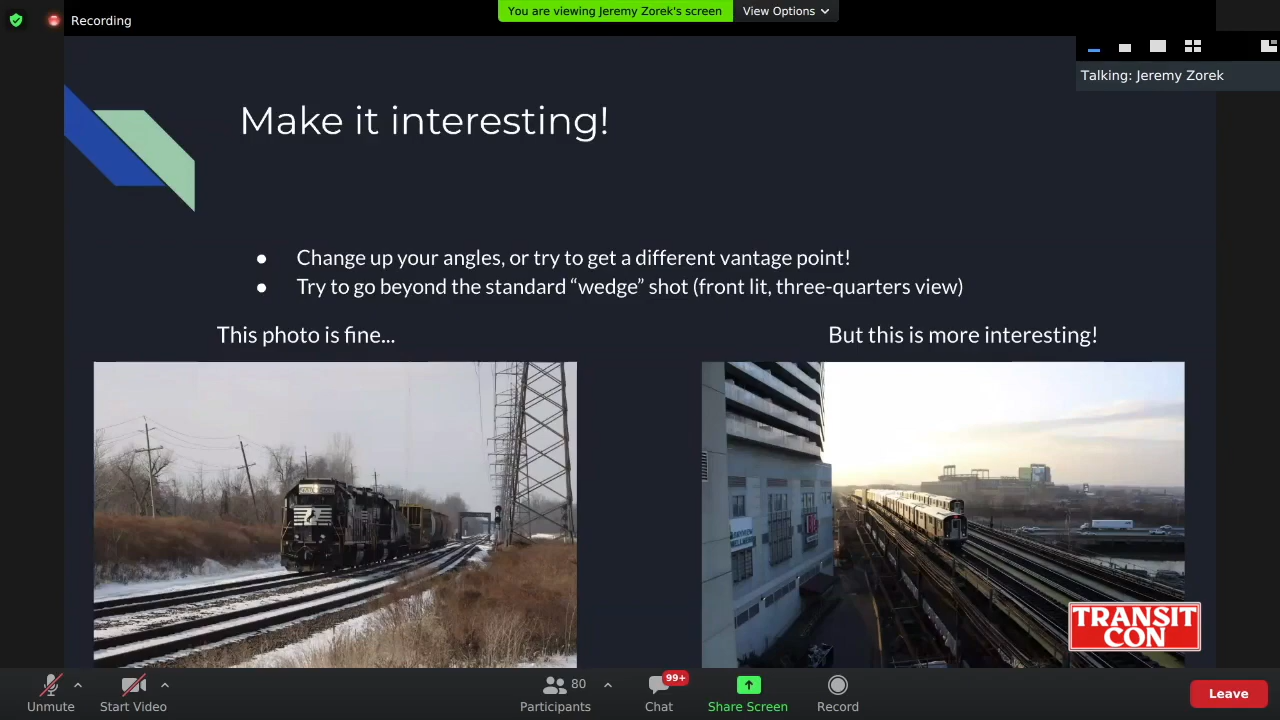 Recording
You are viewing Jeremy Zorek's screen
View Options
Talking: Jeremy Zorek
Make it interesting!
● Change up your angles, or try to get a different vantage point!
● Try to go beyond the standard “wedge” shot (front lit, three-quarters view)
This photo is fine...
But this is more interesting!
TRANSIT
CON
Unmute
Start Video
80
Participants
99+
Chat
Share Screen
Record
Leave